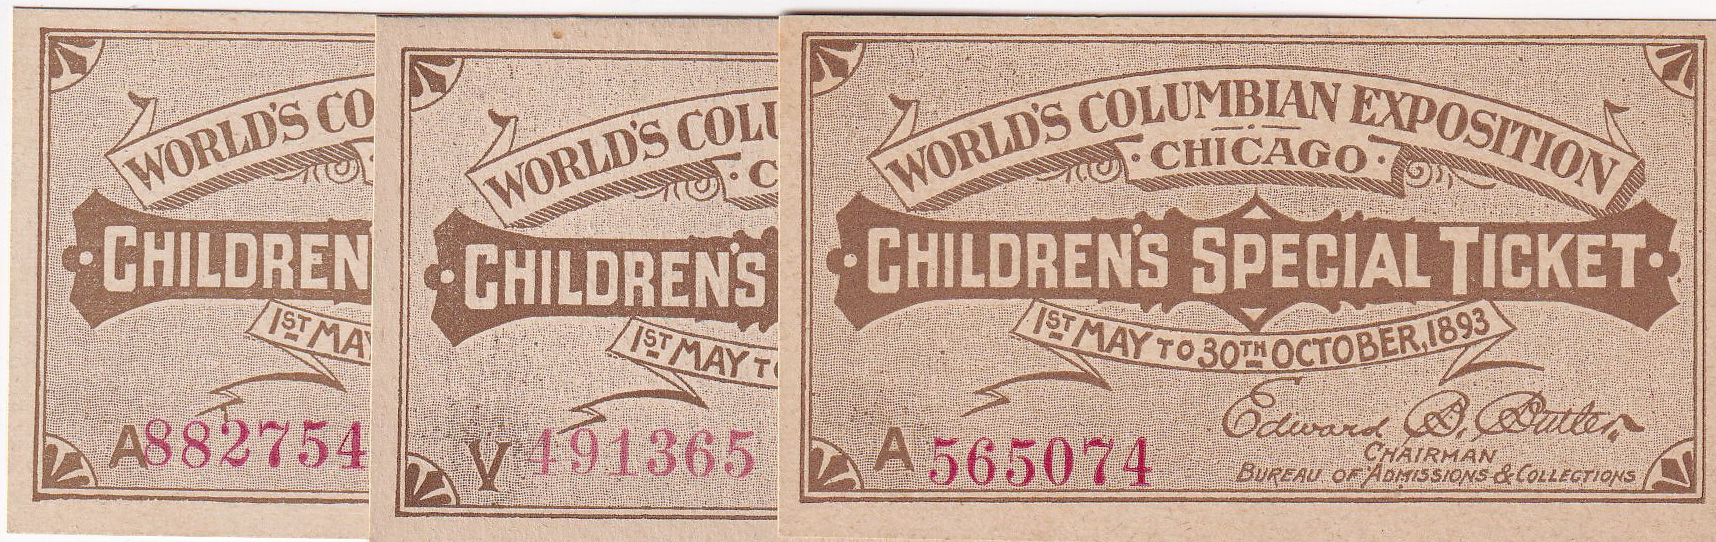 WORLD'S CO
CHILDREN
1ST MAY
A882754
WORLD'S COLU
· C
CHILDREN'S
1ST MAY TO
V 491365
WORLD'S COLUMBIAN EXPOSITION
· CHICAGO ·
CHILDREN'S SPECIAL TICKET
1ST MAY TO 30TH OCTOBER, 1893
A 565074
Edward B. Butler
CHAIRMAN
BUREAU OF ADMISSIONS & COLLECTIONS